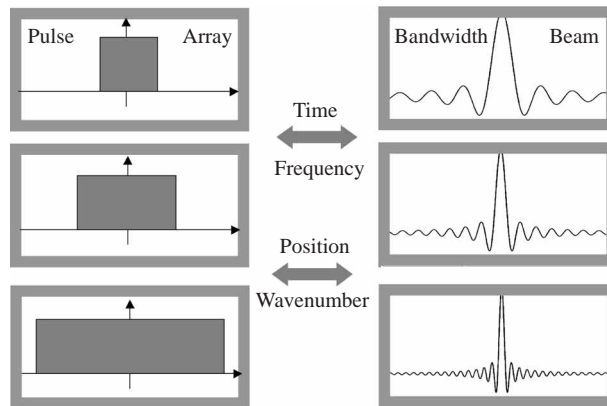 Pulse Array
Bandwidth Beam
Time
Frequency
Position
Wavenumber